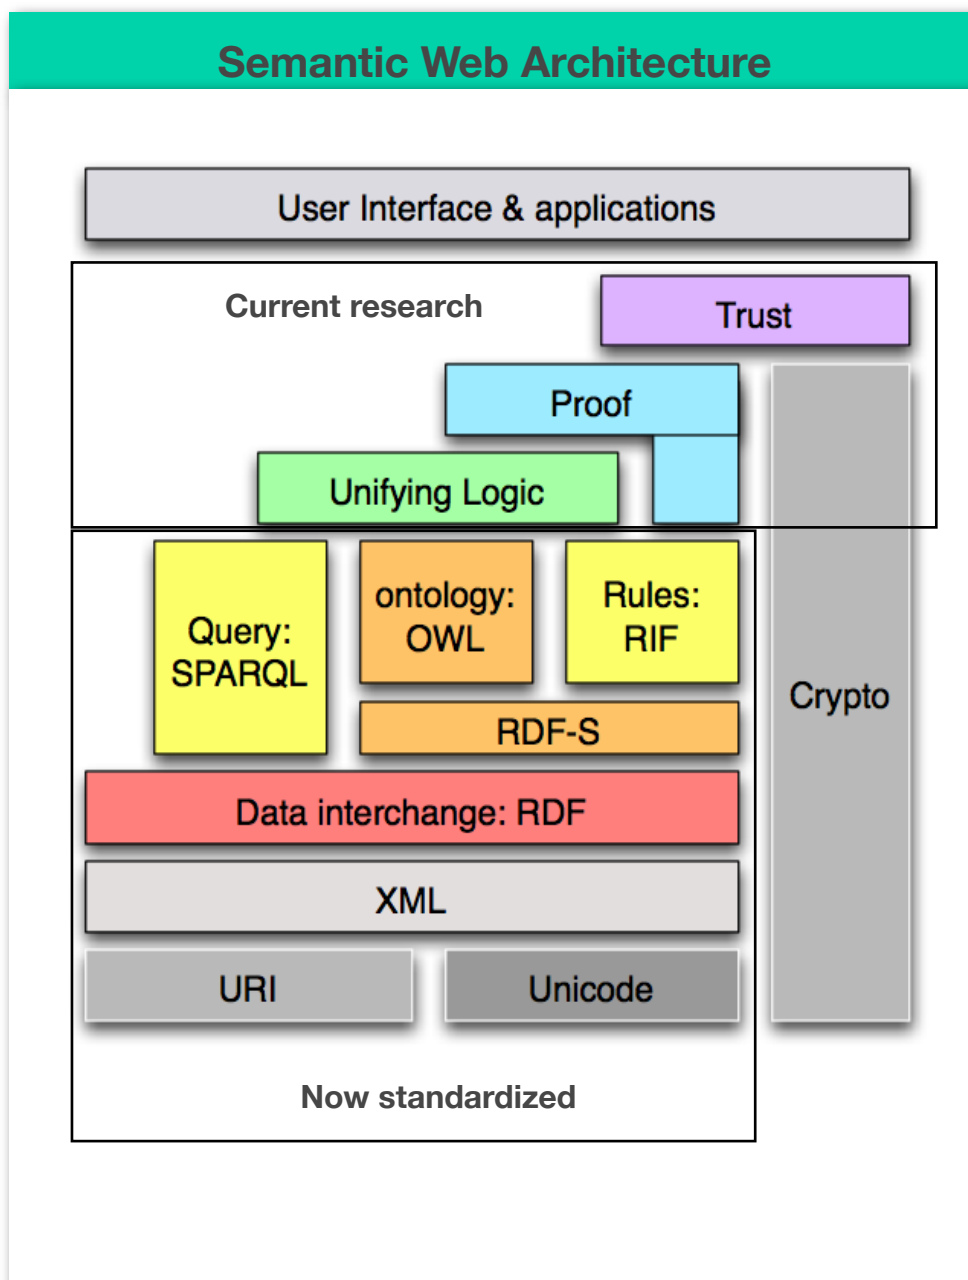 Semantic Web Architecture
User Interface & applications
Current research
Trust
Proof
Unifying Logic
Query:
SPARQL
ontology:
OWL
Rules:
RIF
Crypto
RDF-S
Data interchange: RDF
XML
URI
Unicode
Now standardized